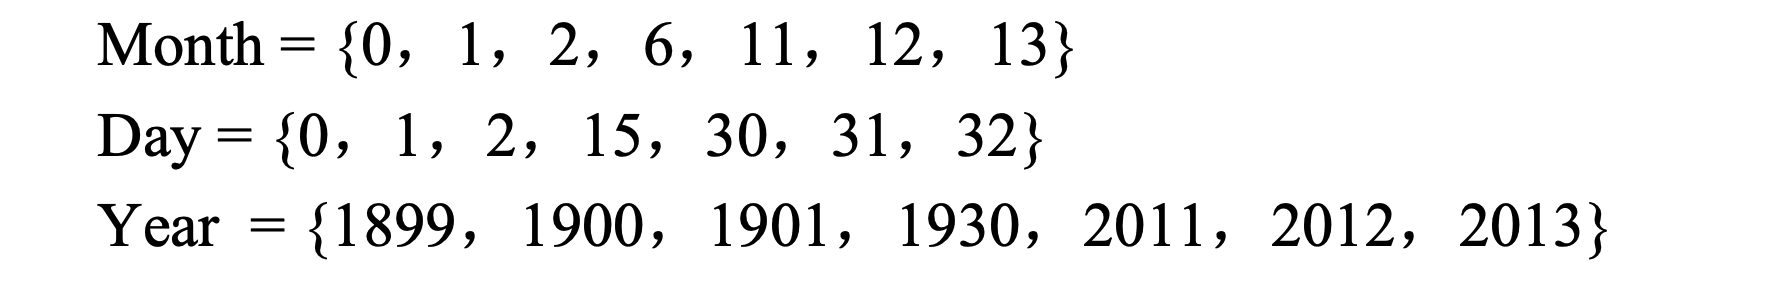 Month = {0， 1， 2， 6， 11， 12， 13}
Day = {0， 1， 2， 15， 30， 31， 32}
Year = {1899， 1900， 1901， 1930， 2011， 2012， 2013}